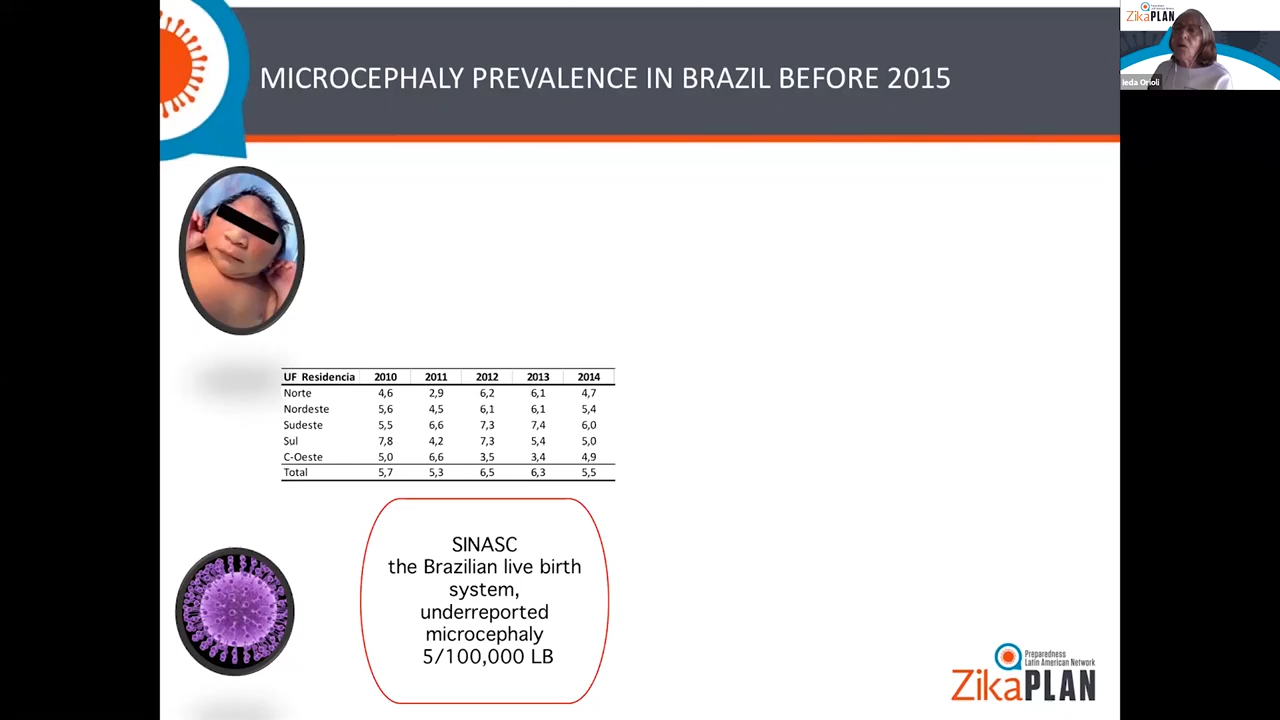 MICROCEPHALY PREVALENCE IN BRAZIL BEFORE 2015
ZikaPLAN
Ieda Orioli
UF Residencia 2010 2011 2012 2013 2014
Norte 4,6 2,9 6,2 6,1 4,7
Nordeste 5,6 4,5 6,1 6,1 5,4
Sudeste 5,5 6,6 7,3 7,4 6,0
Sul 7,8 4,2 7,3 5,4 5,0
C-Oeste 5,0 6,6 3,5 3,4 4,9
Total 5,7 5,3 6,5 6,3 5,5
SINASC
the Brazilian live birth
system,
underreported
microcephaly
5/100,000 LB
Preparedness
Latin American Network
ZikaPLAN